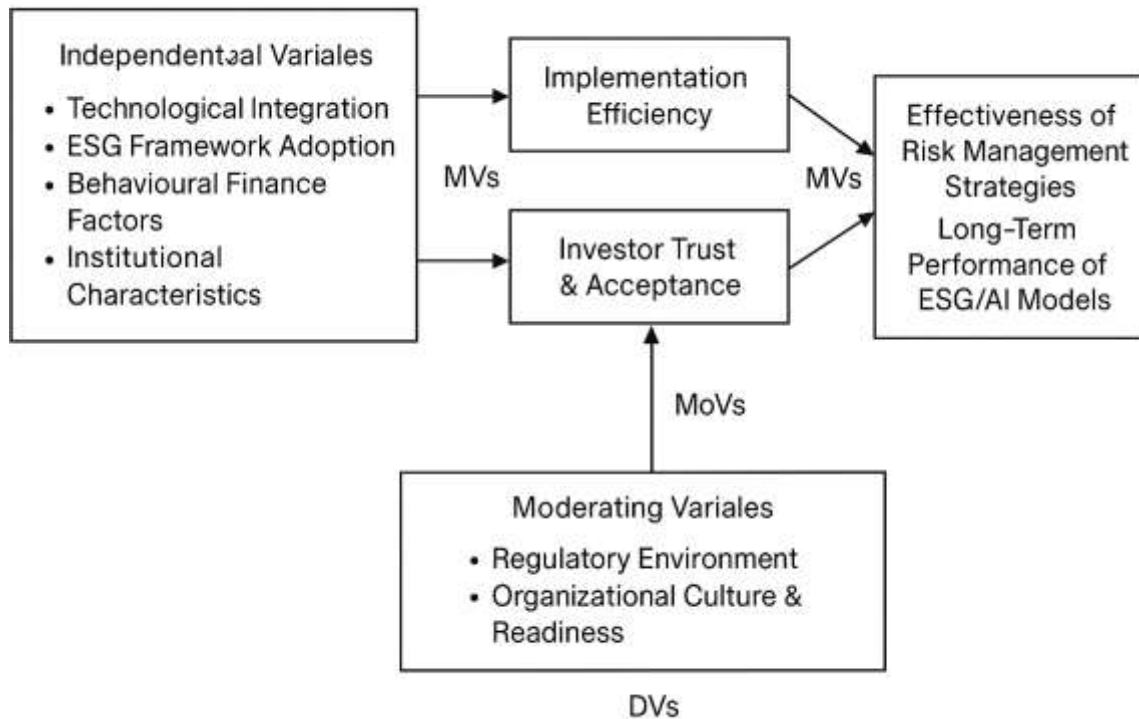 Independentaal Variales
• Technological Integration
• ESG Framework Adoption
• Behavioural Finance
Factors
• Institutional
Characteristics
MVs
Implementation
Efficiency
Investor Trust
& Acceptance
MVs
Effectiveness of
Risk Management
Strategies
Long-Term
Performance of
ESG/AI Models
MoVs
Moderating Variales
• Regulatory Environment
• Organizational Culture &
Readiness
DVs